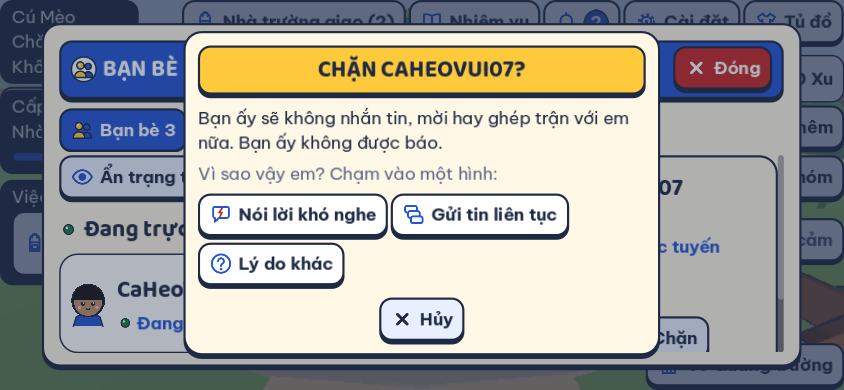 Cú Mèo
Nhà trường giao (2)
Nhiệm vụ
2
Cài đặt
Tủ đồ
BẠN BÈ
Đóng
Xu
Bạn bè 3
Ẩn trạng t
Đang trực
CaHeo
Đang
07
c tuyến
Chặn
CHẶN CAHEOVUI07?
Bạn ấy sẽ không nhắn tin, mời hay ghép trận với em
nữa. Bạn ấy không được báo.
Vì sao vậy em? Chạm vào một hình:
Nói lời khó nghe
Gửi tin liên tục
Lý do khác
Hủy